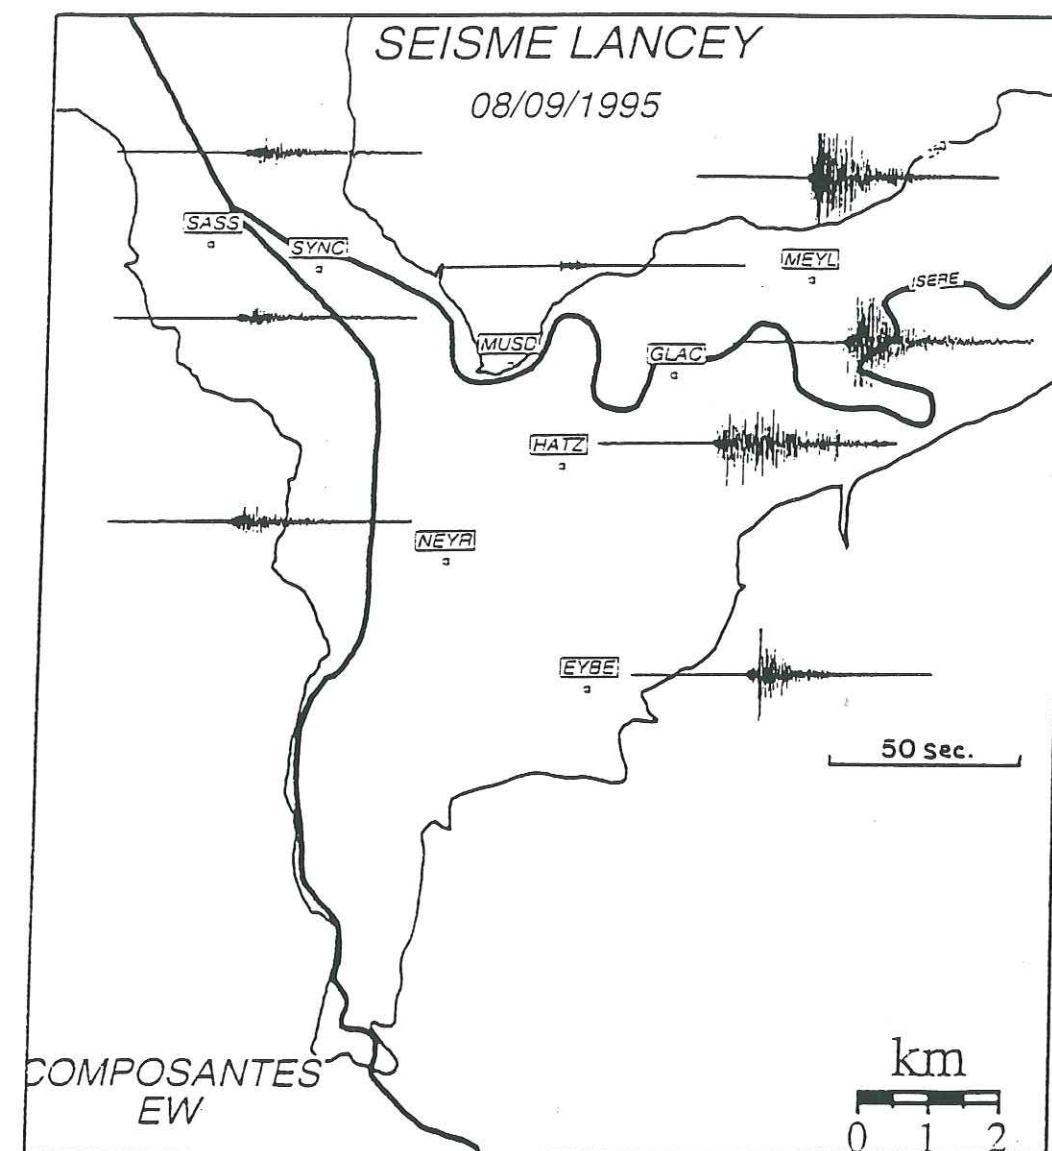 SEISME LANCEY
08/09/1995
SASS
SYNC
MEYL
ISERE
MUSD
GLAC
HATZ
NEYR
EYBE
50 sec.
COMPOSANTES
EW
km
0 1 2